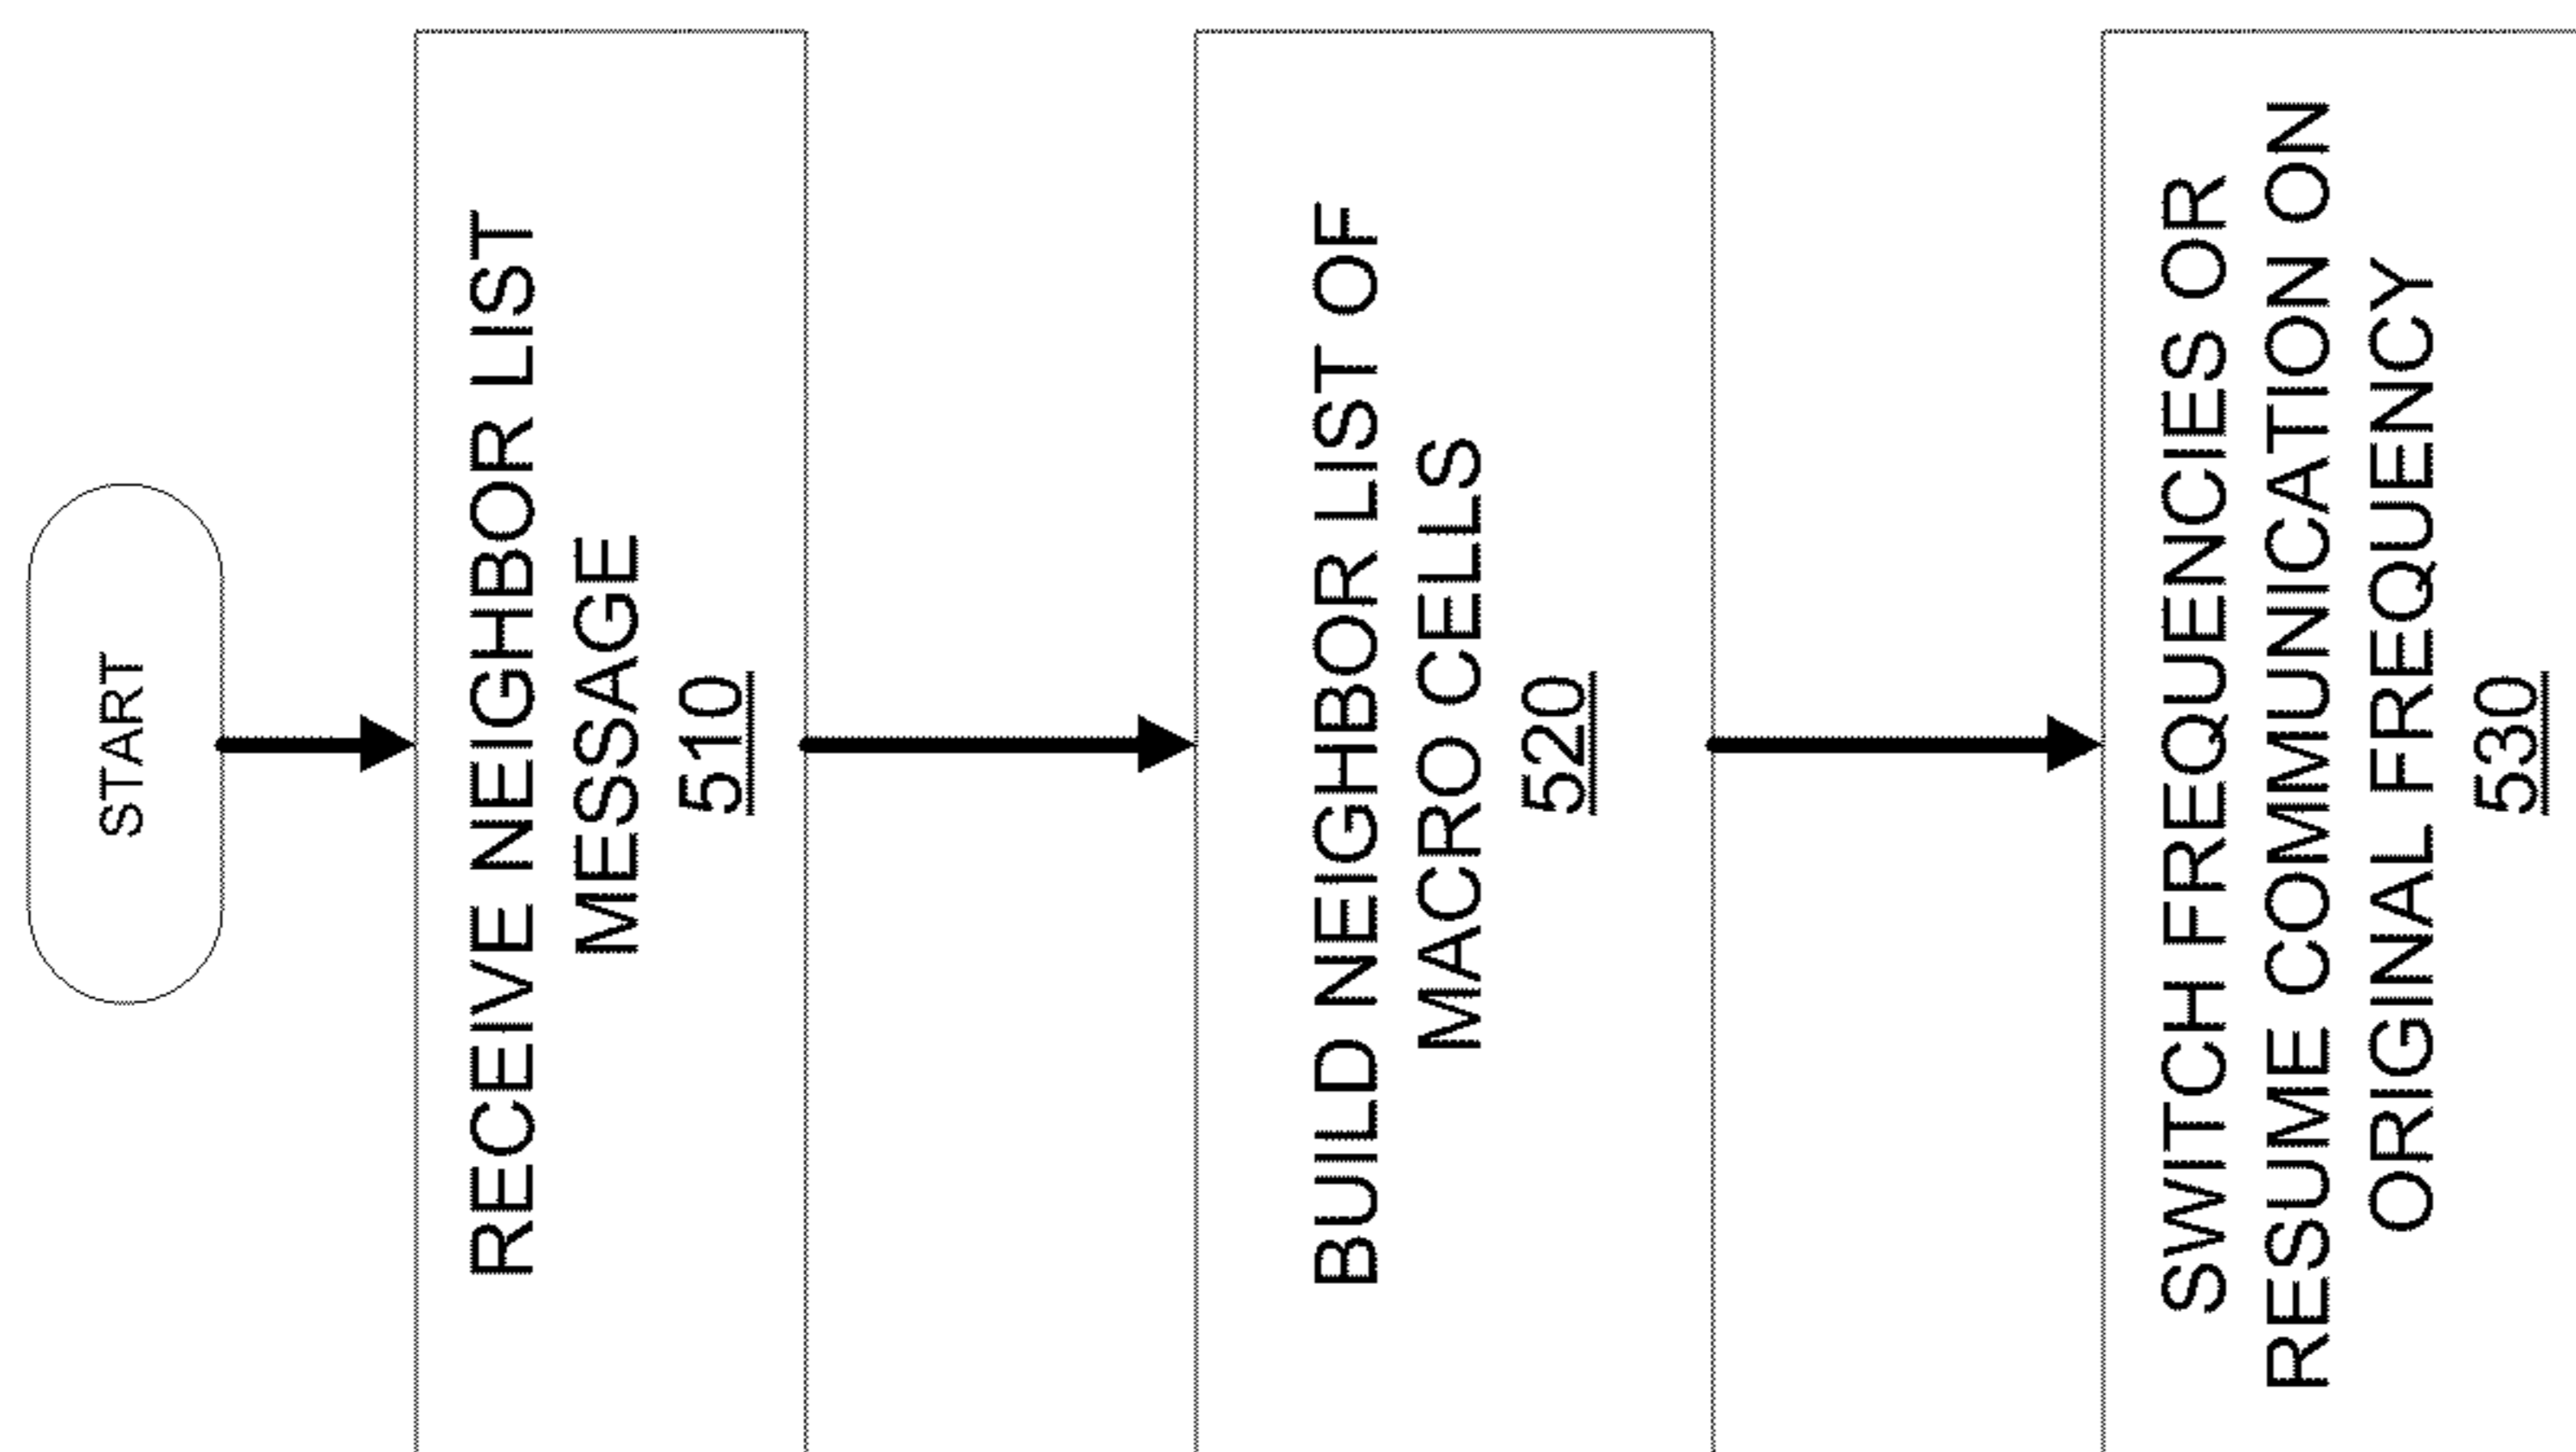 START
RECEIVE NEIGHBOR LIST
MESSAGE
510
BUILD NEIGHBOR LIST OF
MACRO CELLS
520
SWITCH FREQUENCIES OR
RESUME COMMUNICATION ON
ORIGINAL FREQUENCY
530